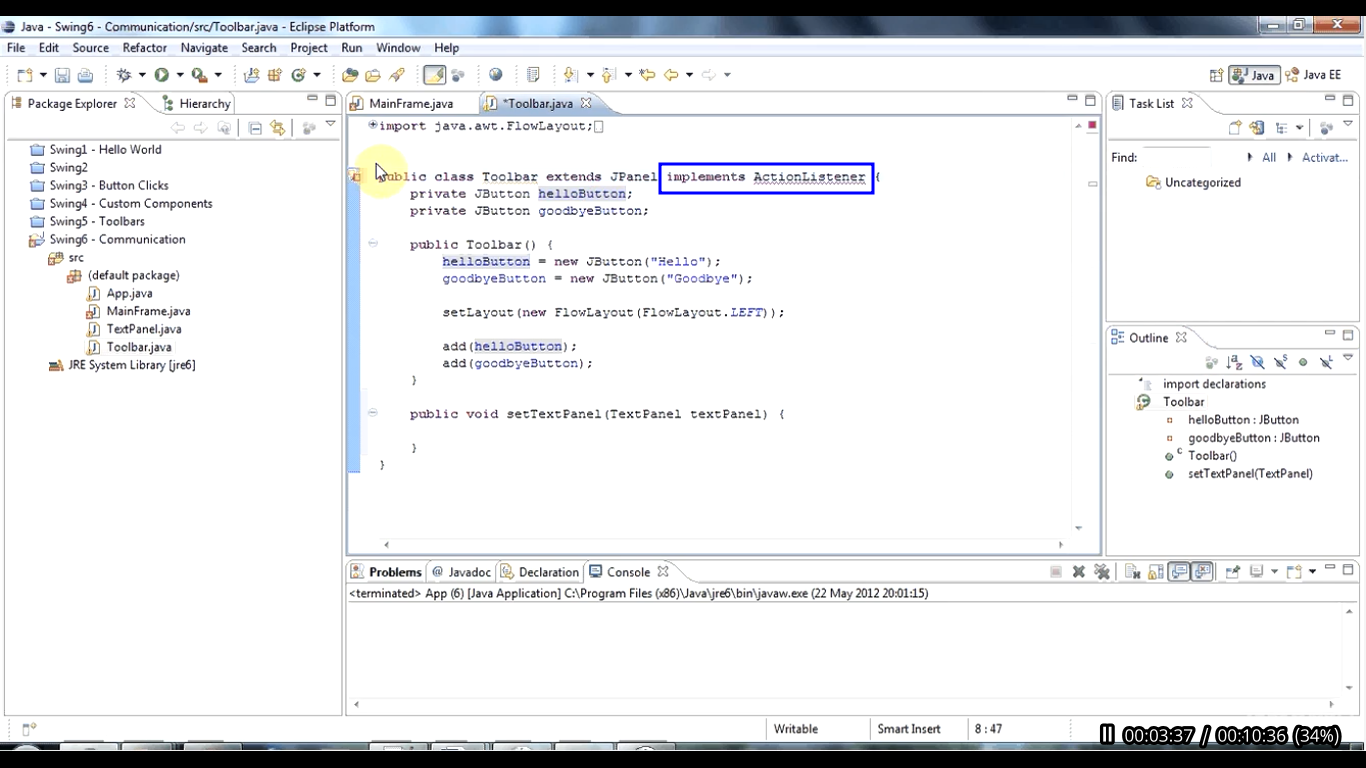 Java - Swing6 - Communication/src/Toolbar.java - Eclipse Platform
File Edit Source Refactor Navigate Search Project Run Window Help
Java Java EE
Package Explorer Hierarchy
Swing1 - Hello World
Swing2
Swing3 - Button Clicks
Swing4 - Custom Components
Swing5 - Toolbars
Swing6 - Communication
src
(default package)
App.java
MainFrame.java
TextPanel.java
Toolbar.java
JRE System Library [jre6]
MainFrame.java *Toolbar.java
import java.awt.FlowLayout;
public class Toolbar extends JPanel implements ActionListener {
private JButton helloButton;
private JButton goodbyeButton;
public Toolbar() {
helloButton = new JButton("Hello");
goodbyeButton = new JButton("Goodbye");
setLayout(new FlowLayout(FlowLayout.LEFT));
add(helloButton);
add(goodbyeButton);
}
public void setTextPanel(TextPanel textPanel) {
}
}
Task List
Find: All Activat...
Uncategorized
Outline
import declarations
Toolbar
helloButton : JButton
goodbyeButton : JButton
Toolbar()
setTextPanel(TextPanel)
Problems @ Javadoc Declaration Console
<terminated> App (6) [Java Application] C:\Program Files (x86)\Java\jre6\bin\javaw.exe (22 May 2012 20:01:15)
Writable Smart Insert 8 : 47
00:03:37 / 00:10:36 (34%)